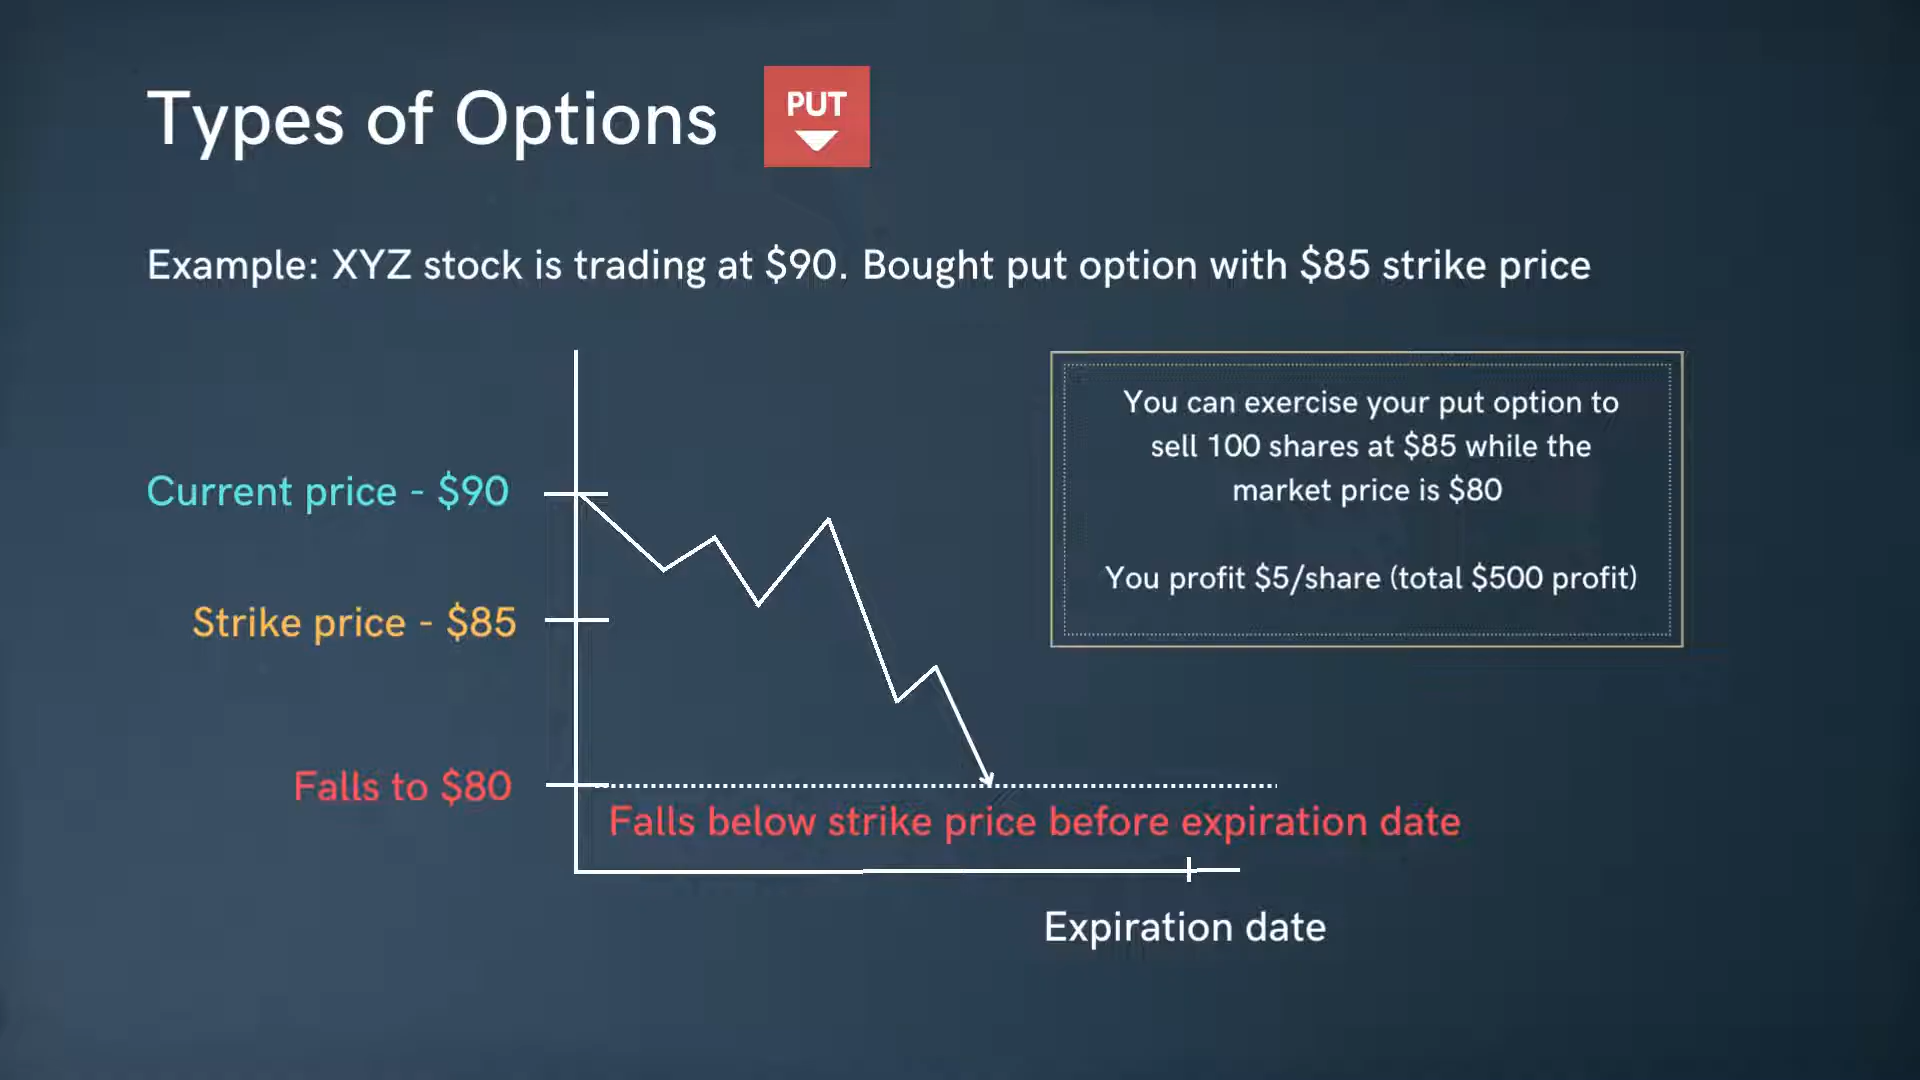 Types of Options
PUT
Example: XYZ stock is trading at $90. Bought put option with $85 strike price
You can exercise your put option to
sell 100 shares at $85 while the
market price is $80
You profit $5/share (total $500 profit)
Current price - $90
Strike price - $85
Falls to $80
Falls below strike price before expiration date
Expiration date